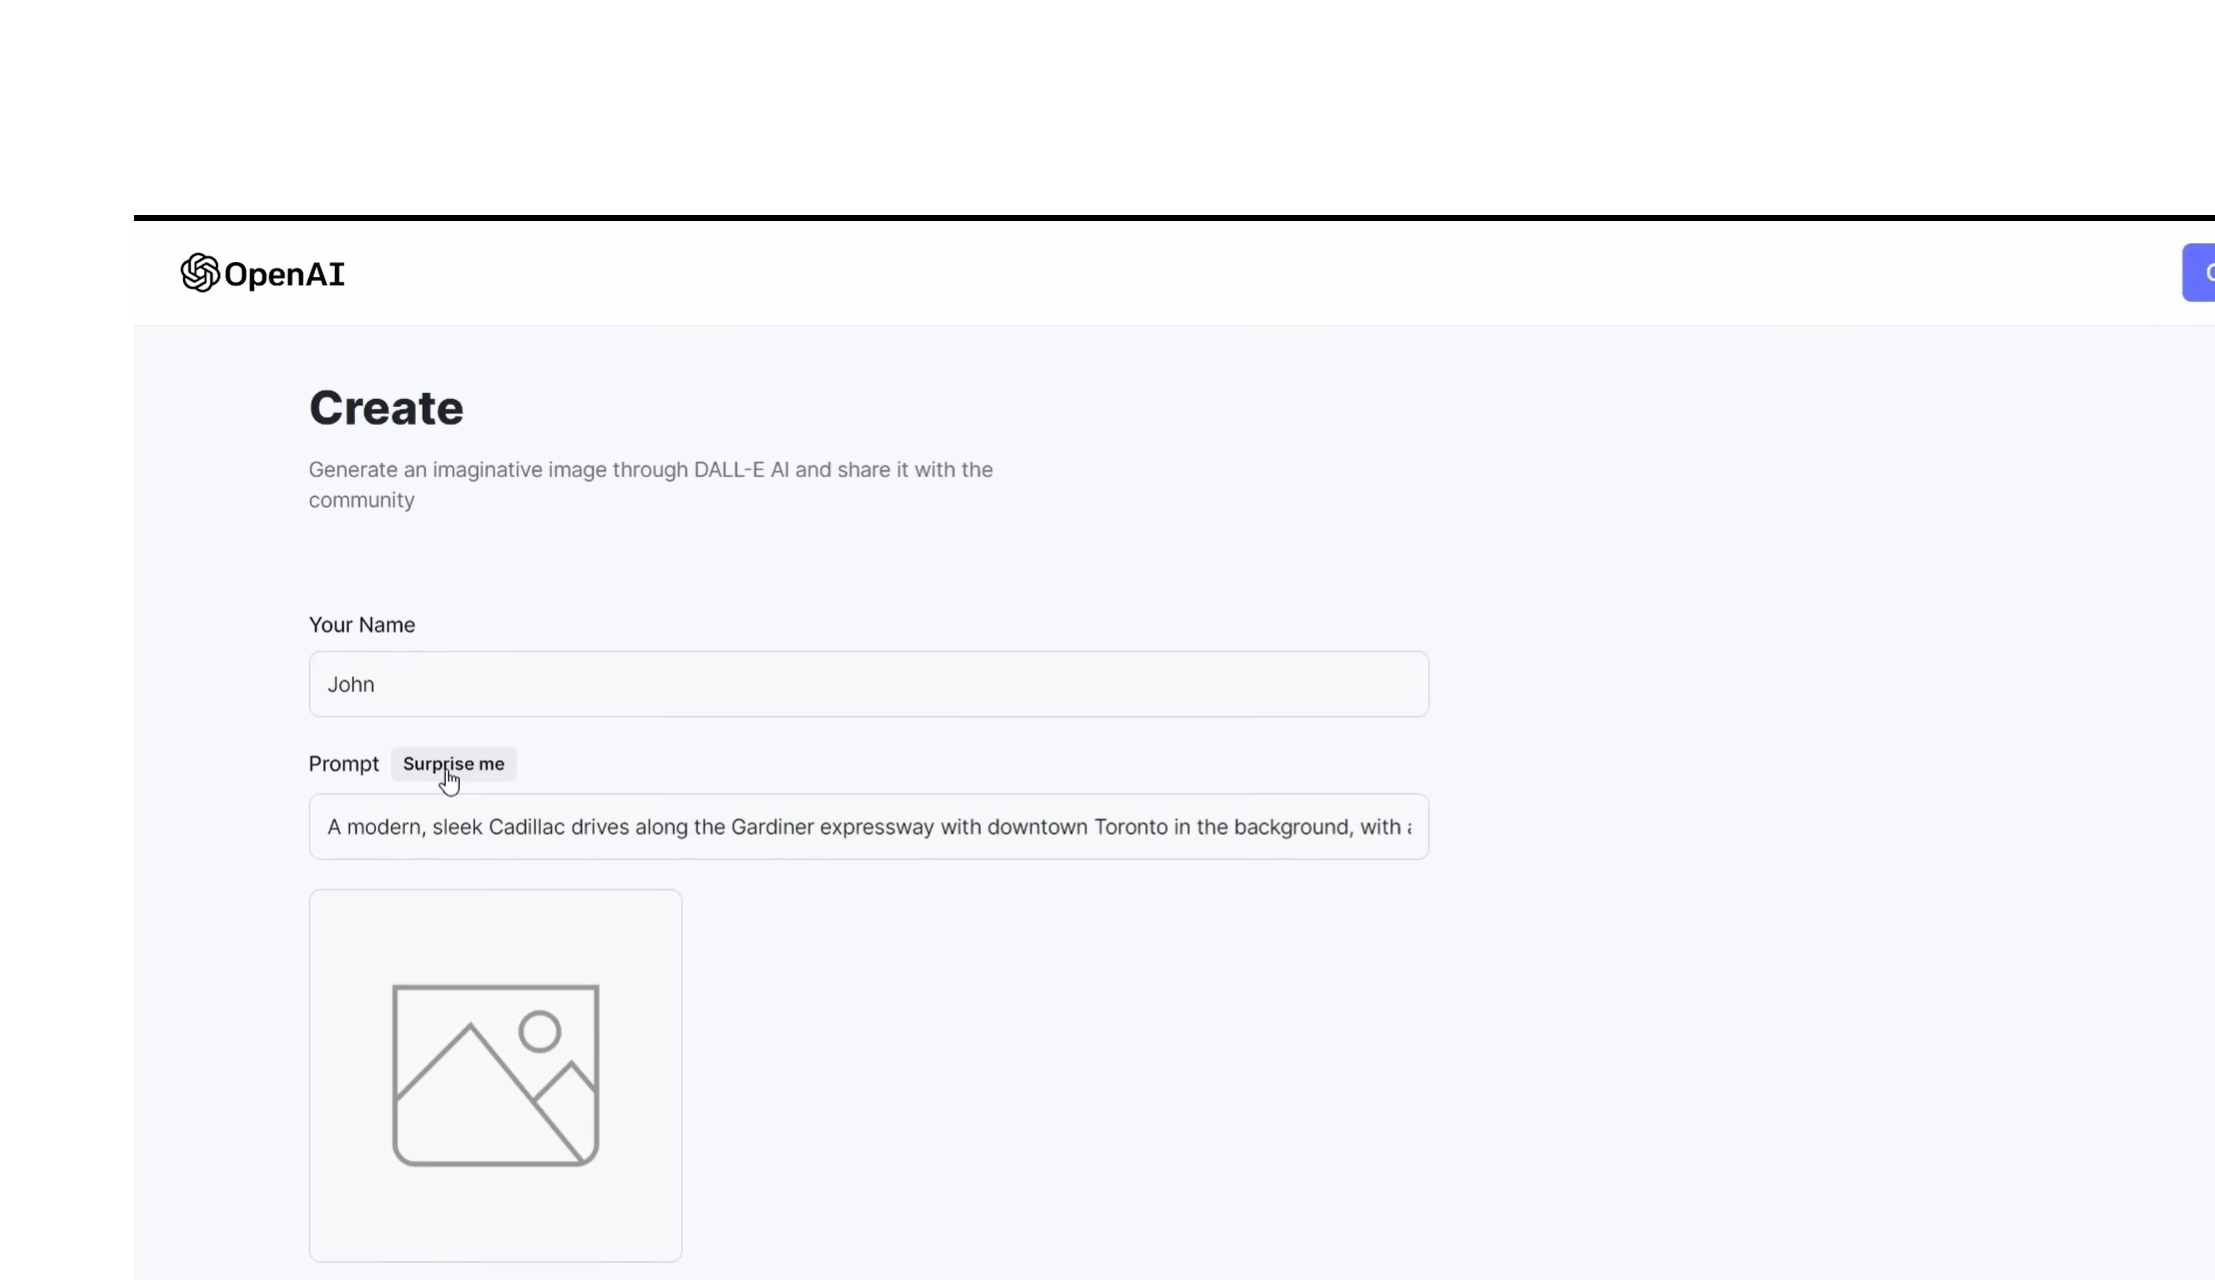 OpenAI
Create
Generate an imaginative image through DALL-E AI and share it with the
community
Your Name
John
Prompt Surprise me
A modern, sleek Cadillac drives along the Gardiner expressway with downtown Toronto in the background, with